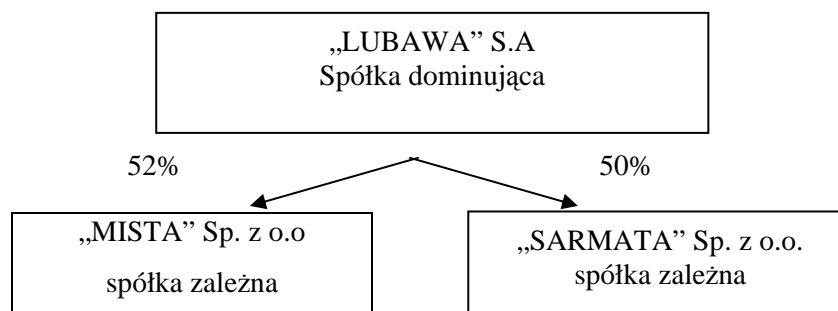 „LUBAWA” S.A
Spółka dominująca
52%
50%
„MISTA” Sp. z o.o
spółka zależna
„SARMATA” Sp. z o.o.
spółka zależna